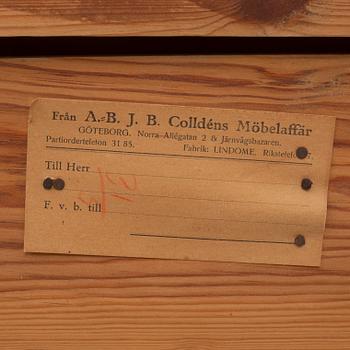 Från A.-B. J. B. Colldéns Möbelaffär
GÖTEBORG. Norra Allégatan 2 & Järnvägsbazaren.
Partiordertelefon 31 85. Fabrik: LINDOME.
Till Herr
F. v. b. till